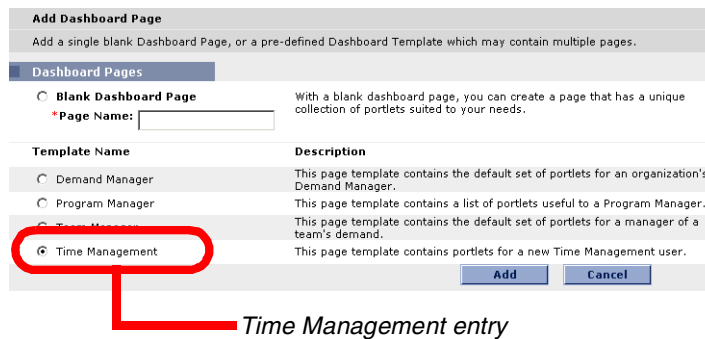 Add Dashboard Page
Add a single blank Dashboard Page, or a pre-defined Dashboard Template which may contain multiple pages.
Dashboard Pages
Blank Dashboard Page
With a blank dashboard page, you can create a page that has a unique
collection of portlets suited to your needs.
*Page Name:
Template Name Description
Demand Manager
This page template contains the default set of portlets for an organization's
Demand Manager.
Program Manager
This page template contains a list of portlets useful to a Program Manager.
Team Manager
This page template contains the default set of portlets for a manager of a
team's demand.
Time Management
This page template contains portlets for a new Time Management user.
Add Cancel
Time Management entry